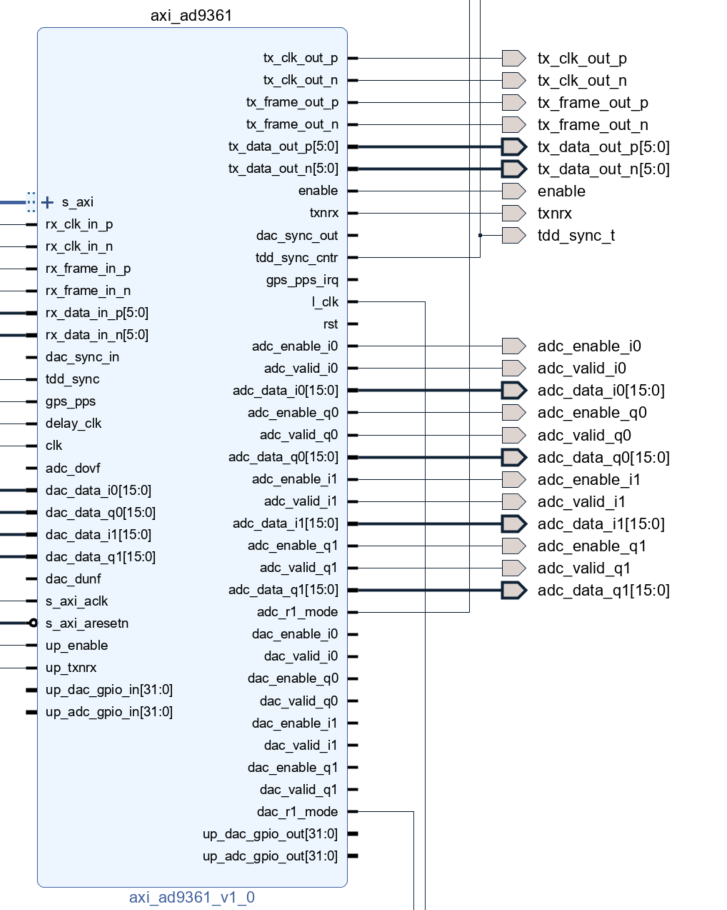 axi_ad9361
tx_clk_out_p
tx_clk_out_n
tx_frame_out_p
tx_frame_out_n
tx_data_out_p[5:0]
tx_data_out_n[5:0]
enable
txnrx
dac_sync_out
tdd_sync_cntr
gps_pps_irq
l_clk
rst
adc_enable_i0
adc_valid_i0
adc_data_i0[15:0]
adc_enable_q0
adc_valid_q0
adc_data_q0[15:0]
adc_enable_i1
adc_valid_i1
adc_data_i1[15:0]
adc_enable_q1
adc_valid_q1
adc_data_q1[15:0]
adc_r1_mode
dac_enable_i0
dac_valid_i0
dac_enable_q0
dac_valid_q0
dac_enable_i1
dac_valid_i1
dac_enable_q1
dac_valid_q1
dac_r1_mode
up_dac_gpio_out[31:0]
up_adc_gpio_out[31:0]
s_axi
rx_clk_in_p
rx_clk_in_n
rx_frame_in_p
rx_frame_in_n
rx_data_in_p[5:0]
rx_data_in_n[5:0]
dac_sync_in
tdd_sync
gps_pps
delay_clk
clk
adc_dovf
dac_data_i0[15:0]
dac_data_q0[15:0]
dac_data_i1[15:0]
dac_data_q1[15:0]
dac_dunf
s_axi_aclk
s_axi_aresetn
up_enable
up_txnrx
up_dac_gpio_in[31:0]
up_adc_gpio_in[31:0]
axi_ad9361_v1_0
tx_clk_out_p
tx_clk_out_n
tx_frame_out_p
tx_frame_out_n
tx_data_out_p[5:0]
tx_data_out_n[5:0]
enable
txnrx
tdd_sync_t
adc_enable_i0
adc_valid_i0
adc_data_i0[15:0]
adc_enable_q0
adc_valid_q0
adc_data_q0[15:0]
adc_enable_i1
adc_valid_i1
adc_data_i1[15:0]
adc_enable_q1
adc_valid_q1
adc_data_q1[15:0]